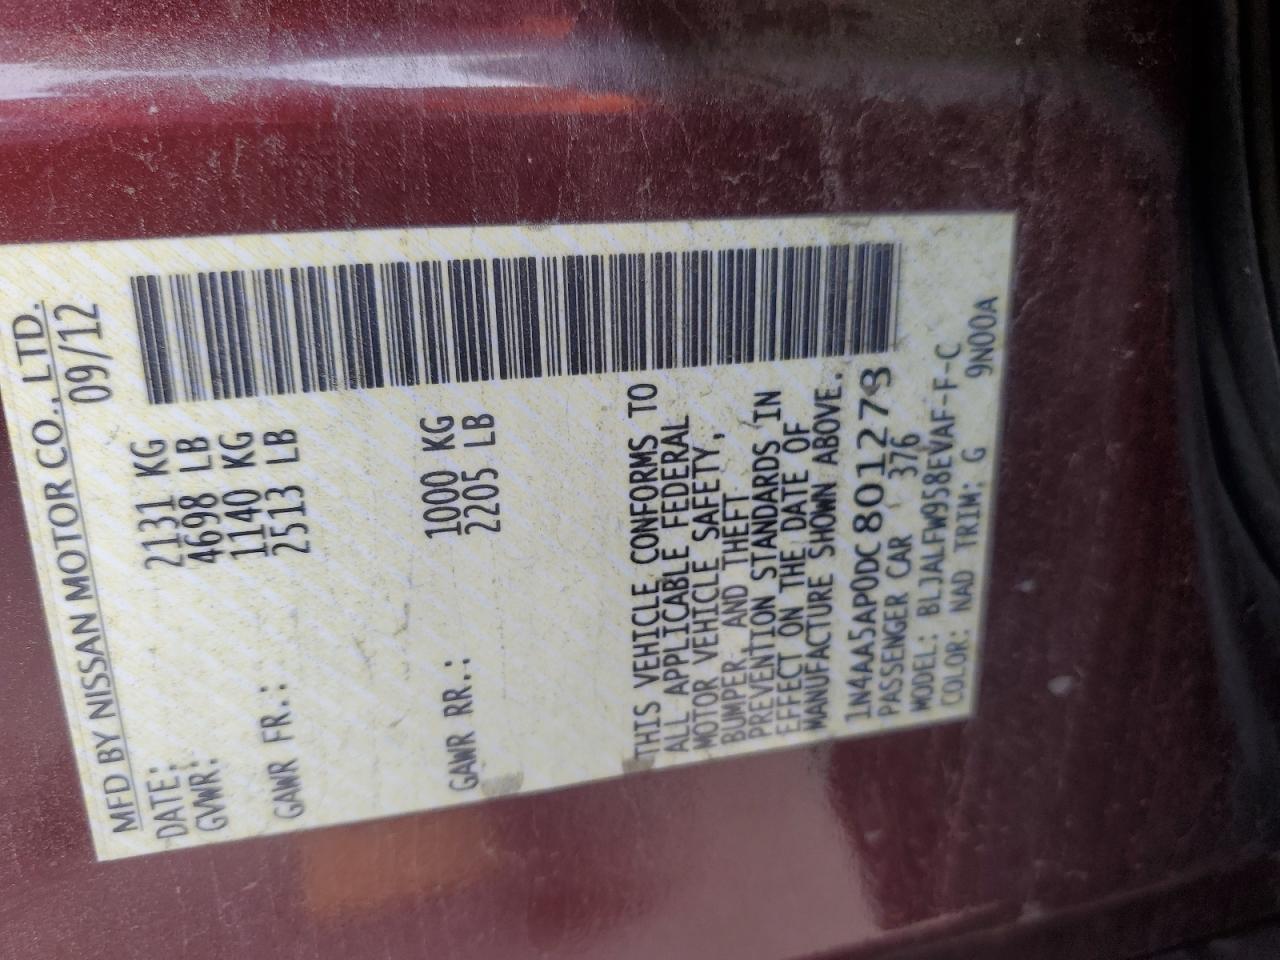 MFD BY NISSAN MOTOR CO., LTD.
DATE: 09/12
GVWR: 2131 KG
4698 LB
GAWR FR.: 1140 KG
2513 LB
GAWR RR.: 1000 KG
2205 LB
THIS VEHICLE CONFORMS TO
ALL APPLICABLE FEDERAL
MOTOR VEHICLE SAFETY,
BUMPER, AND THEFT
PREVENTION STANDARDS IN
EFFECT ON THE DATE OF
MANUFACTURE SHOWN ABOVE.
1N4AA5AP0DC801273
PASSENGER CAR 376
MODEL: BLJALFW958EVAF-F-C
COLOR: NAD TRIM: G 9N00A